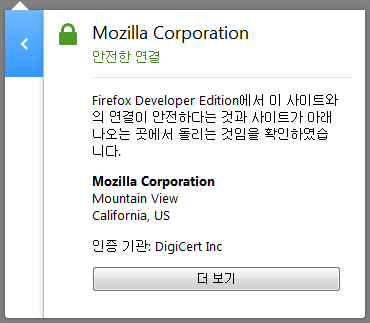 Mozilla Corporation
안전한 연결
Firefox Developer Edition에서 이 사이트와
의 연결이 안전하다는 것과 사이트가 아래
나오는 곳에서 돌리는 것임을 확인하였습
니다.
Mozilla Corporation
Mountain View
California, US
인증 기관: DigiCert Inc
더 보기